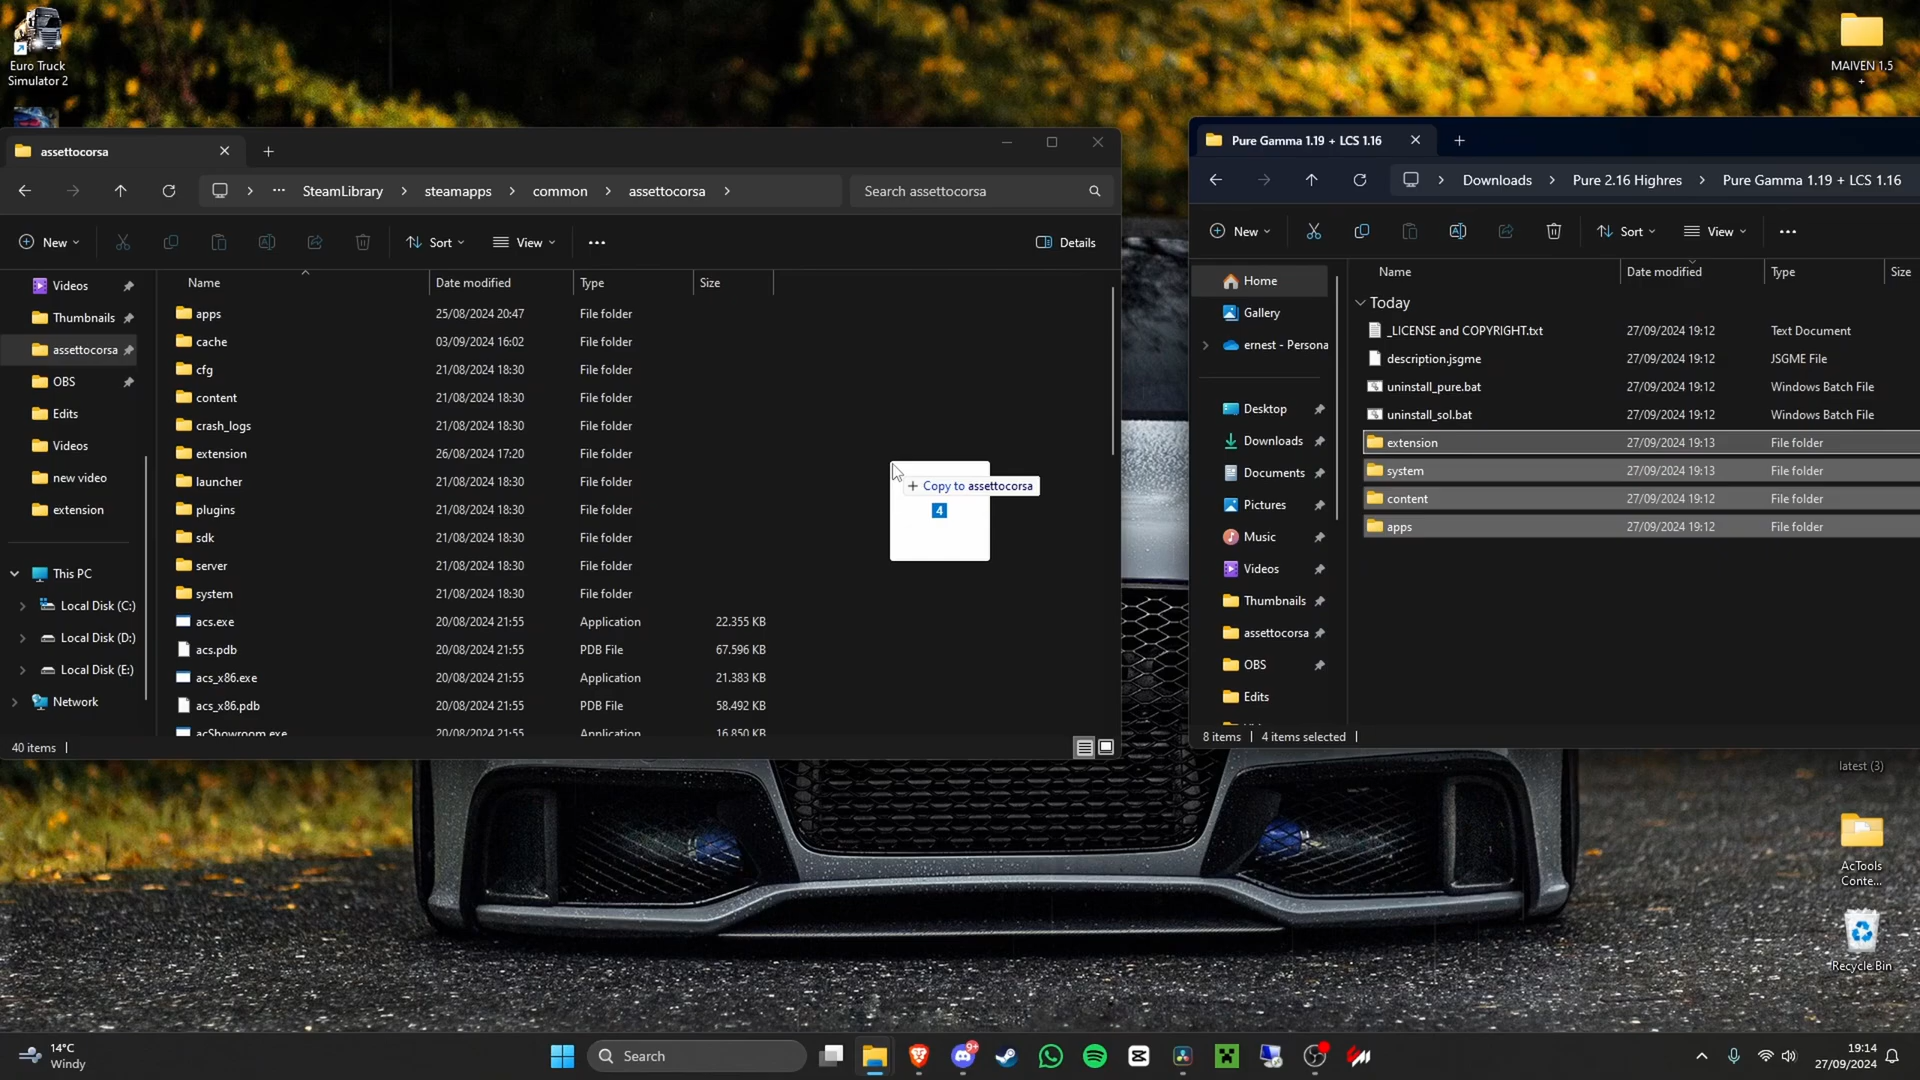 Euro Truck
Simulator 2
MAIVEN 1.5
+
assettocorsa
SteamLibrary
steamapps
common
assettocorsa
Search assettocorsa
New
Sort
View
Details
Name
Date modified
Type
Size
Videos
Thumbnails
assettocorsa
OBS
Edits
Videos
new video
extension
This PC
Local Disk (C:)
Local Disk (D:)
Local Disk (E:)
Network
apps 25/08/2024 20:47 File folder
cache 03/09/2024 16:02 File folder
cfg 21/08/2024 18:30 File folder
content 21/08/2024 18:30 File folder
crash_logs 21/08/2024 18:30 File folder
extension 26/08/2024 17:20 File folder
launcher 21/08/2024 18:30 File folder
plugins 21/08/2024 18:30 File folder
sdk 21/08/2024 18:30 File folder
server 21/08/2024 18:30 File folder
system 21/08/2024 18:30 File folder
acs.exe 20/08/2024 21:55 Application 22.355 KB
acs.pdb 20/08/2024 21:55 PDB File 67.596 KB
acs_x86.exe 20/08/2024 21:55 Application 21.383 KB
acs_x86.pdb 20/08/2024 21:55 PDB File 58.492 KB
acShowroom.exe 20/08/2024 21:55 Application 16.850 KB
40 items
+ Copy to assettocorsa
4
Pure Gamma 1.19 + LCS 1.16
Downloads
Pure 2.16 Highres
Pure Gamma 1.19 + LCS 1.16
New
Sort
View
Name
Date modified
Type
Size
Home
Gallery
ernest - Persona
Desktop
Downloads
Documents
Pictures
Music
Videos
Thumbnails
assettocorsa
OBS
Edits
Today
_LICENSE and COPYRIGHT.txt 27/09/2024 19:12 Text Document
description.jsgme 27/09/2024 19:12 JSGME File
uninstall_pure.bat 27/09/2024 19:12 Windows Batch File
uninstall_sol.bat 27/09/2024 19:12 Windows Batch File
extension 27/09/2024 19:13 File folder
system 27/09/2024 19:13 File folder
content 27/09/2024 19:12 File folder
apps 27/09/2024 19:12 File folder
8 items
4 items selected
latest (3)
AcTools
Conte...
Recycle Bin
14°C
Windy
Search
9+
19:14
27/09/2024